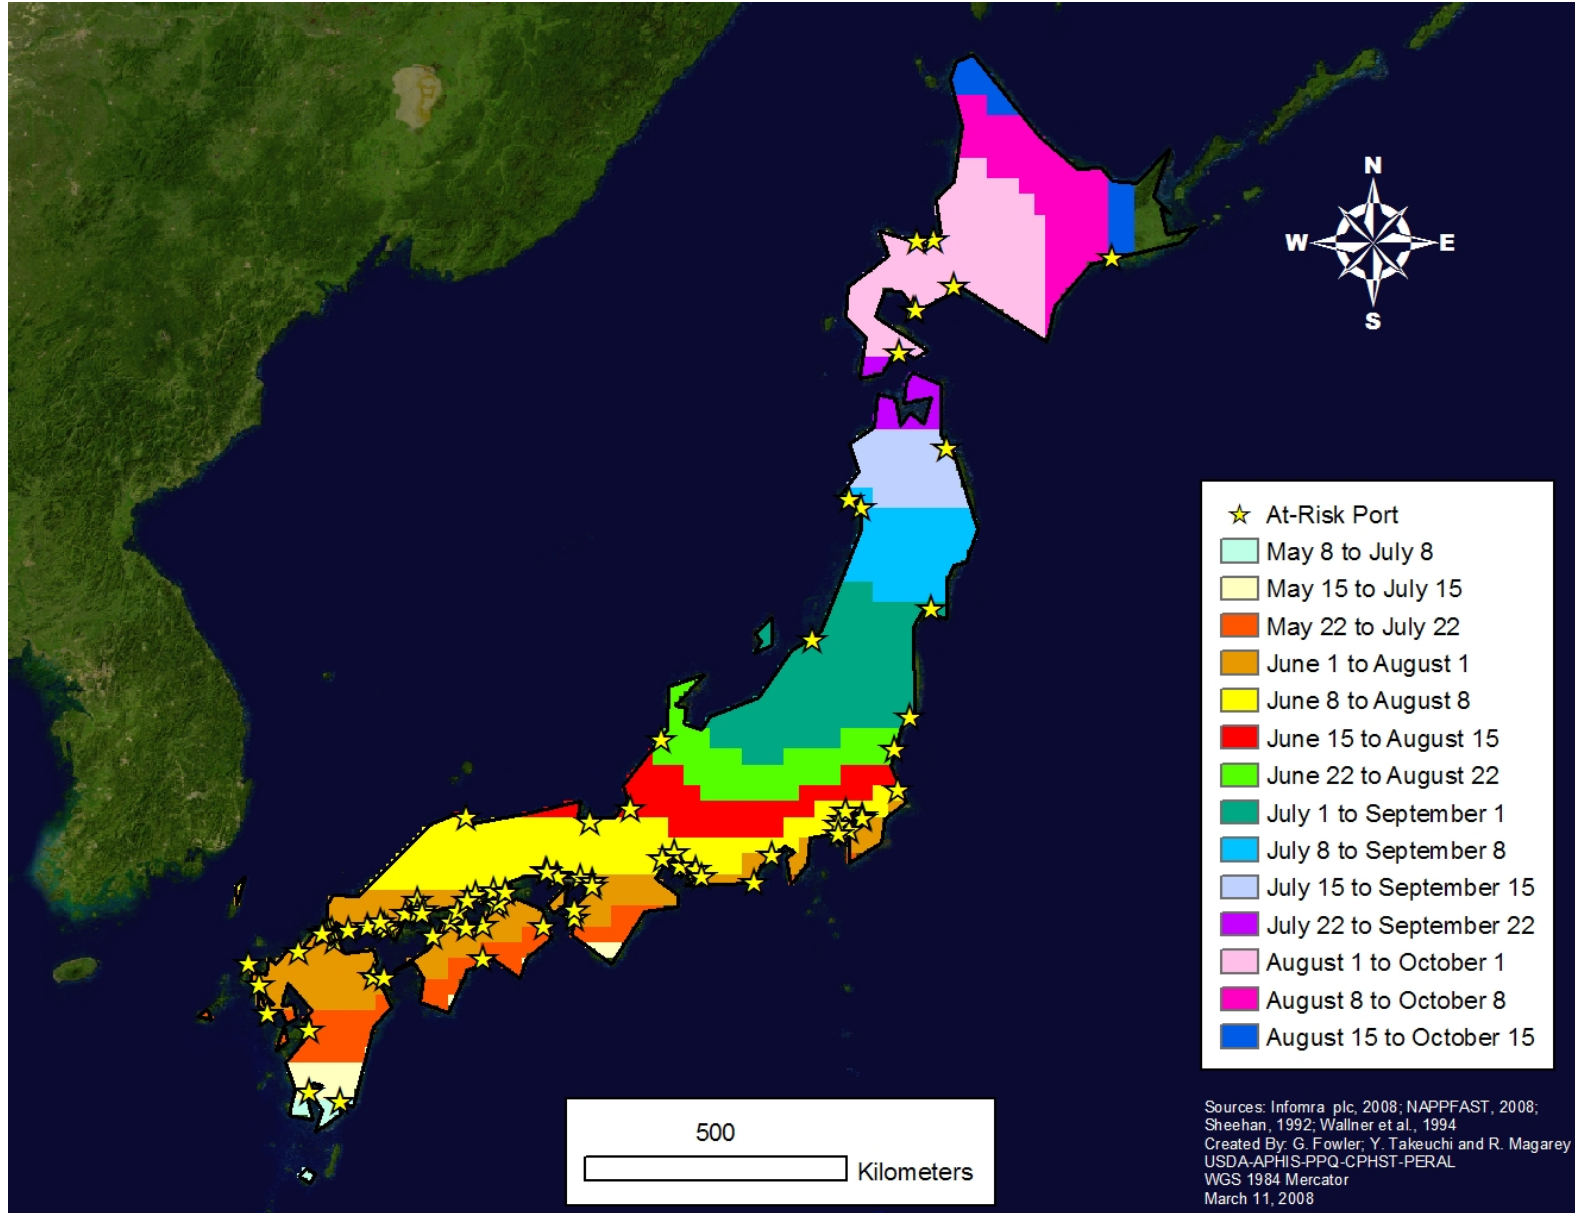 N
W
E
S
At-Risk Port
May 8 to July 8
May 15 to July 15
May 22 to July 22
June 1 to August 1
June 8 to August 8
June 15 to August 15
June 22 to August 22
July 1 to September 1
July 8 to September 8
July 15 to September 15
July 22 to September 22
August 1 to October 1
August 8 to October 8
August 15 to October 15
500
Kilometers
Sources: Infomra plc, 2008; NAPPFAST, 2008;
Sheehan, 1992; Wallner et al., 1994
Created By: G. Fowler; Y. Takeuchi and R. Magarey
USDA-APHIS-PPQ-CPHST-PERAL
WGS 1984 Mercator
March 11, 2008